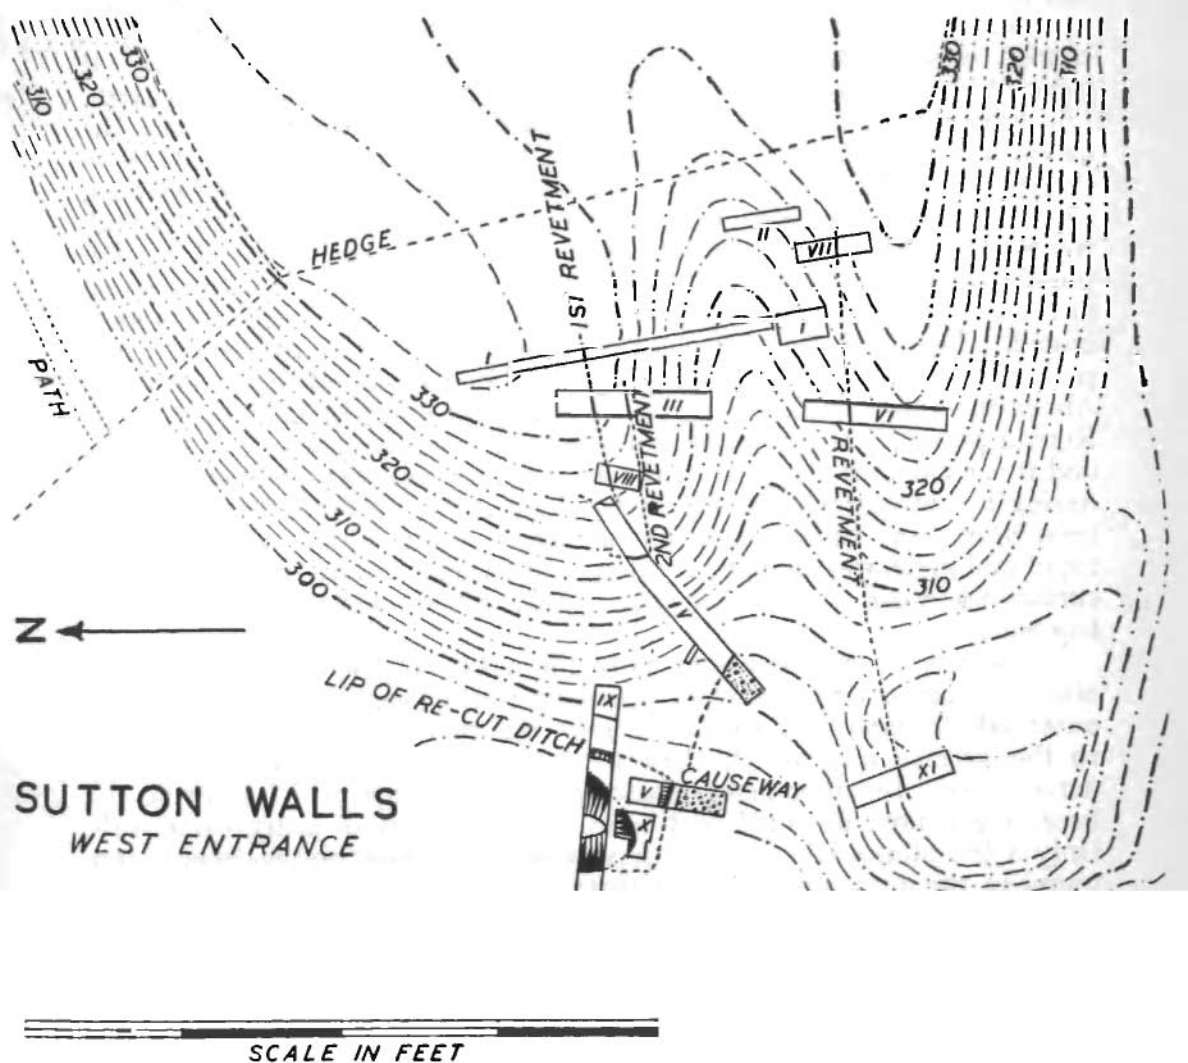 330
320
310
330
320
310
1ST REVETMENT
HEDGE
II
VII
I
PATH
330
III
VI
2ND REVETMENT
REVETMENT
320
VIII
320
310
300
310
IV
N
LIP OF RE-CUT DITCH
IX
CAUSEWAY
V
X
XI
SUTTON WALLS
WEST ENTRANCE
SCALE IN FEET